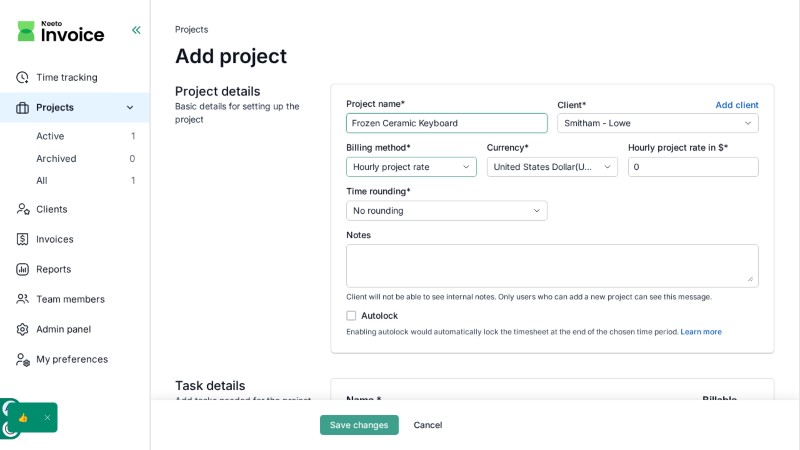 Neeto
Invoice
Time tracking
Projects
Active 1
Archived 0
All 1
Clients
Invoices
Reports
Team members
Admin panel
My preferences
Projects
Add project
Project details
Basic details for setting up the
project
Project name*
Client* Add client
Frozen Ceramic Keyboard
Smitham - Lowe
Billing method* Currency* Hourly project rate in $*
Hourly project rate United States Dollar(U... 0
Time rounding*
No rounding
Notes
Client will not be able to see internal notes. Only users who can add a new project can see this message.
Autolock
Enabling autolock would automatically lock the timesheet at the end of the chosen time period. Learn more
Task details
Add tasks needed for the project
Name * Billable
Save changes Cancel